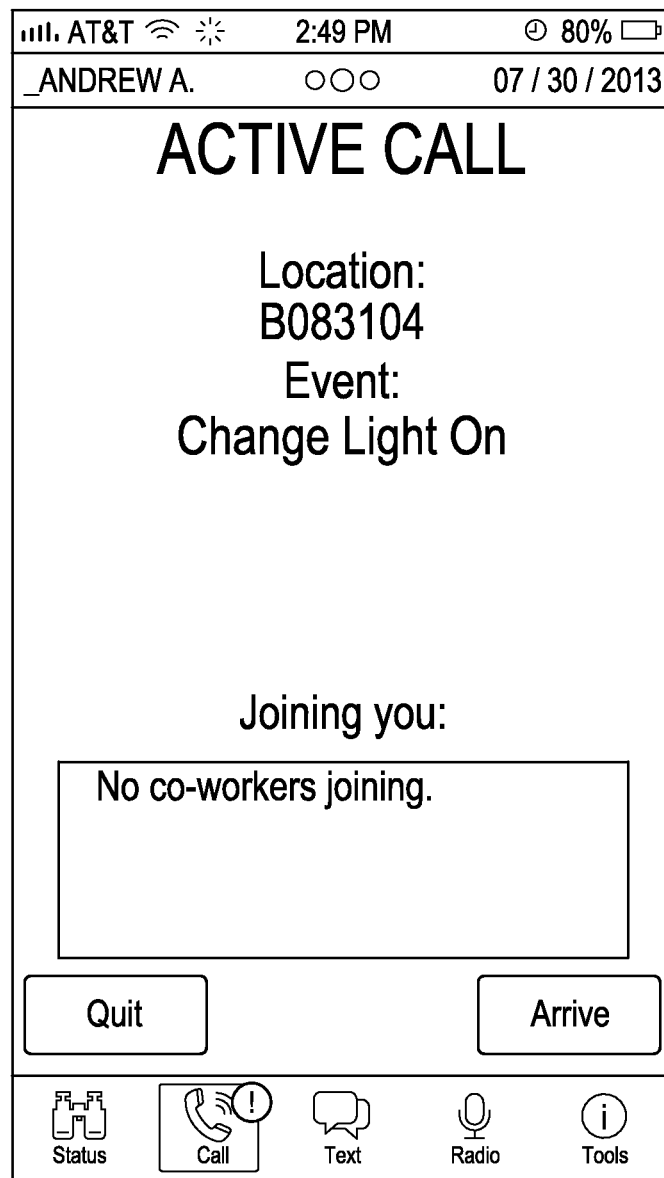 AT&T 2:49 PM 80%
_ANDREW A. 07 / 30 / 2013
ACTIVE CALL
Location:
B083104
Event:
Change Light On
Joining you:
No co-workers joining.
Quit Arrive
!
Status Call Text Radio Tools